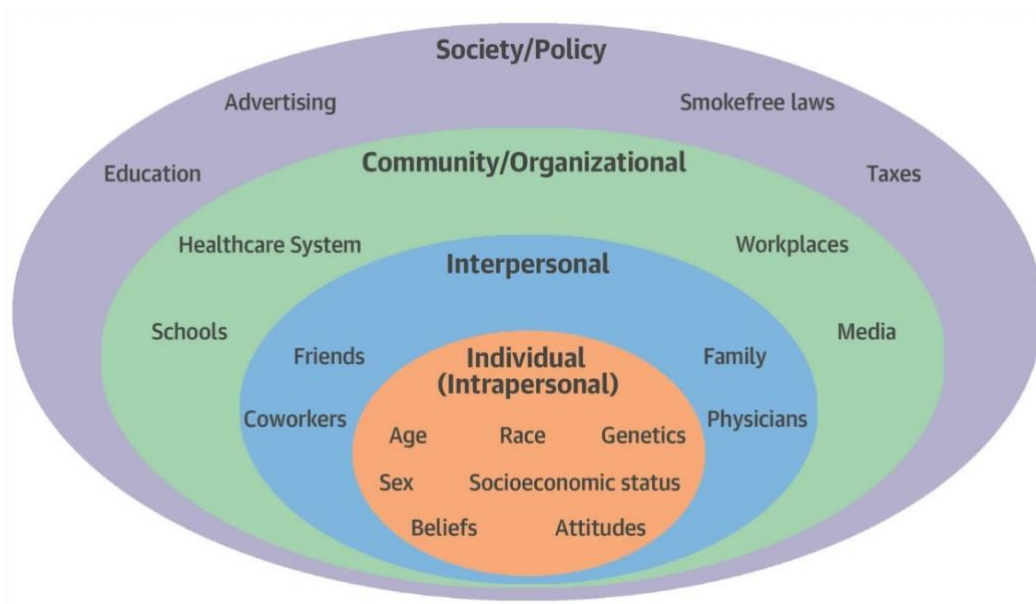 Society/Policy
Advertising
Smokefree laws
Education
Community/Organizational
Taxes
Healthcare System
Workplaces
Interpersonal
Schools
Media
Friends
Individual
(Intrapersonal)
Family
Coworkers
Physicians
Age
Race
Genetics
Sex
Socioeconomic status
Beliefs
Attitudes